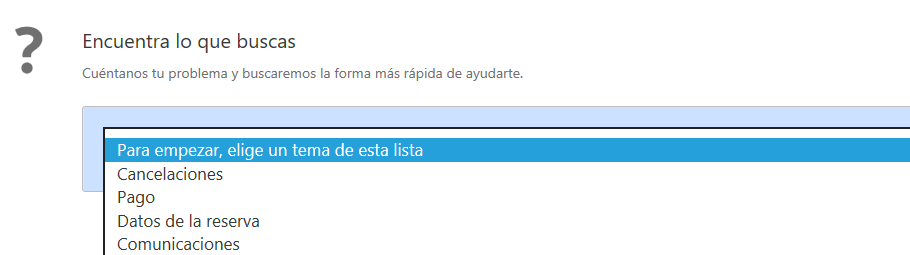 ?
Encuentra lo que buscas
Cuéntanos tu problema y buscaremos la forma más rápida de ayudarte.
Para empezar, elige un tema de esta lista
Cancelaciones
Pago
Datos de la reserva
Comunicaciones